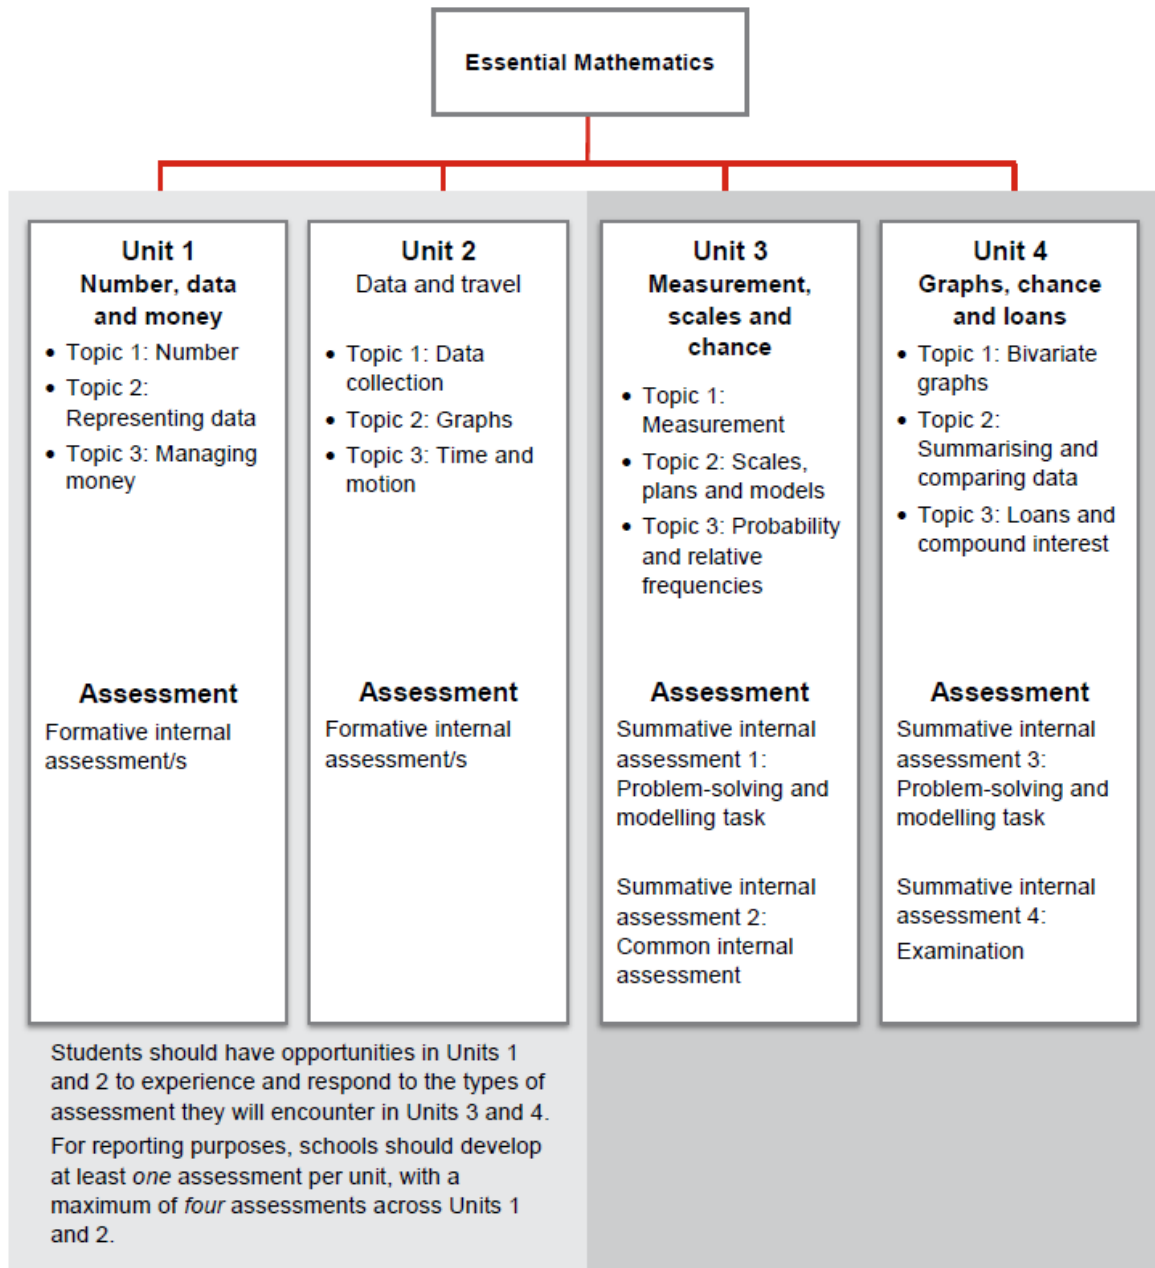 Essential Mathematics
Unit 1
Number, data
and money
• Topic 1: Number
• Topic 2:
Representing data
• Topic 3: Managing
money
Assessment
Formative internal
assessment/s
Unit 2
Data and travel
• Topic 1: Data
collection
• Topic 2: Graphs
• Topic 3: Time and
motion
Assessment
Formative internal
assessment/s
Unit 3
Measurement,
scales and
chance
• Topic 1:
Measurement
• Topic 2: Scales,
plans and models
• Topic 3: Probability
and relative
frequencies
Assessment
Summative internal
assessment 1:
Problem-solving and
modelling task
Summative internal
assessment 2:
Common internal
assessment
Unit 4
Graphs, chance
and loans
• Topic 1: Bivariate
graphs
• Topic 2:
Summarising and
comparing data
• Topic 3: Loans and
compound interest
Assessment
Summative internal
assessment 3:
Problem-solving and
modelling task
Summative internal
assessment 4:
Examination
Students should have opportunities in Units 1
and 2 to experience and respond to the types of
assessment they will encounter in Units 3 and 4.
For reporting purposes, schools should develop
at least one assessment per unit, with a
maximum of four assessments across Units 1
and 2.